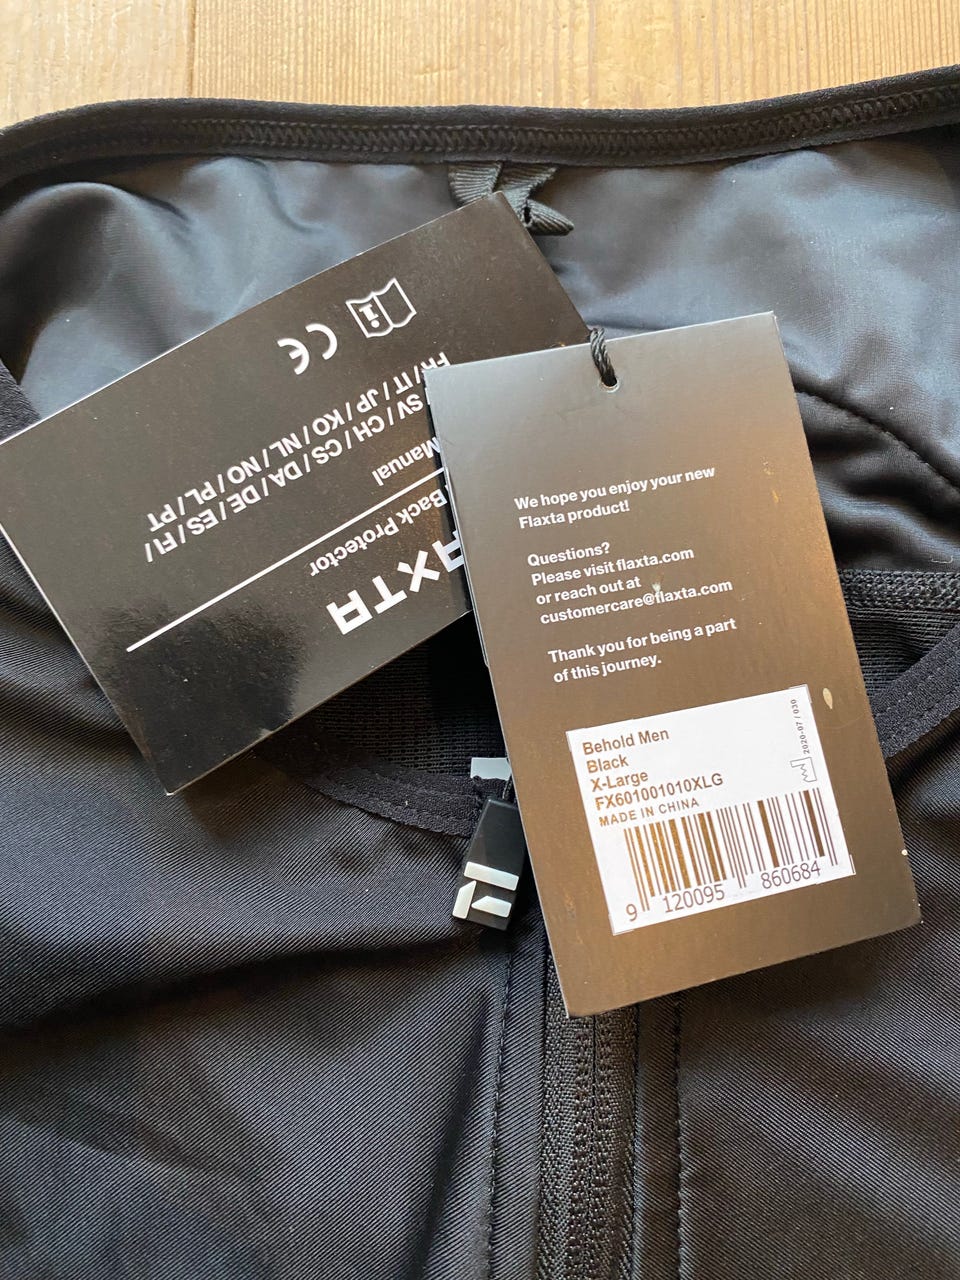 AXTA
Back Protector
Manual
/ SV / CH / CS / DA / DE / ES / FI /
FR / IT / JP / KO / NL / NO / PL / PT
CE
We hope you enjoy your new
Flaxta product!
Questions?
Please visit flaxta.com
or reach out at
customercare@flaxta.com
Thank you for being a part
of this journey.
Behold Men
Black
X-Large
FX601001010XLG
MADE IN CHINA
2020-07 / 030
9 120095 860684